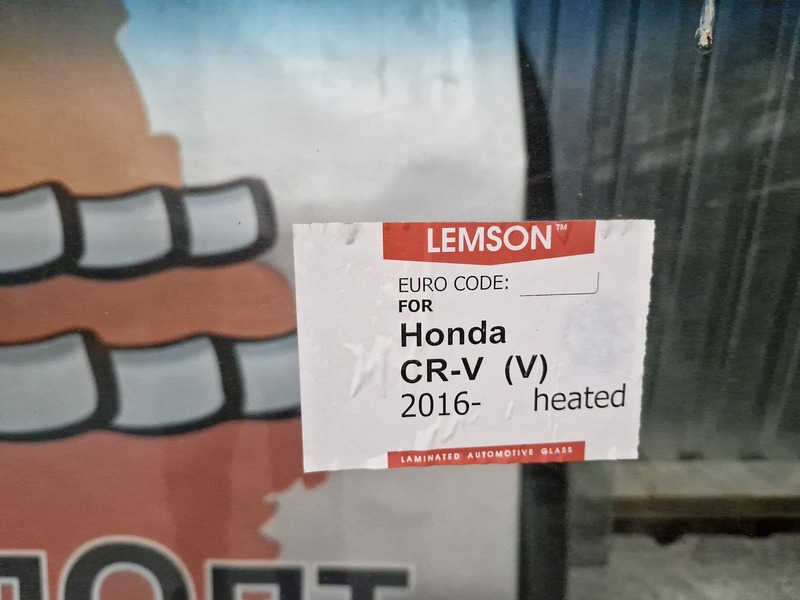 LEMSON™
EURO CODE:
FOR
Honda
CR-V (V)
2016- heated
LAMINATED AUTOMOTIVE GLASS